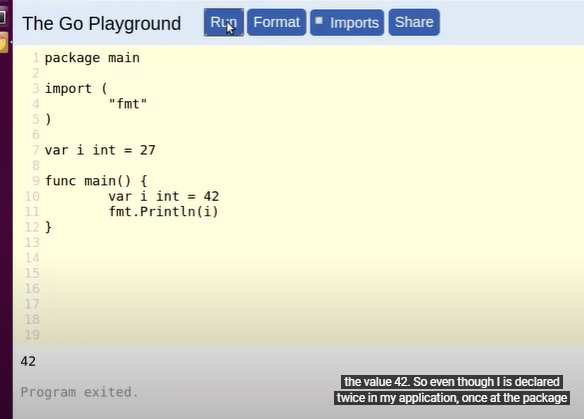 The Go Playground Run Format Imports Share
1 package main
2
3 import (
4 "fmt"
5 )
6
7 var i int = 27
8
9 func main() {
10 var i int = 42
11 fmt.Println(i)
12 }
13
14
15
16
17
18
19
42
Program exited.
the value 42. So even though I is declared
twice in my application, once at the package